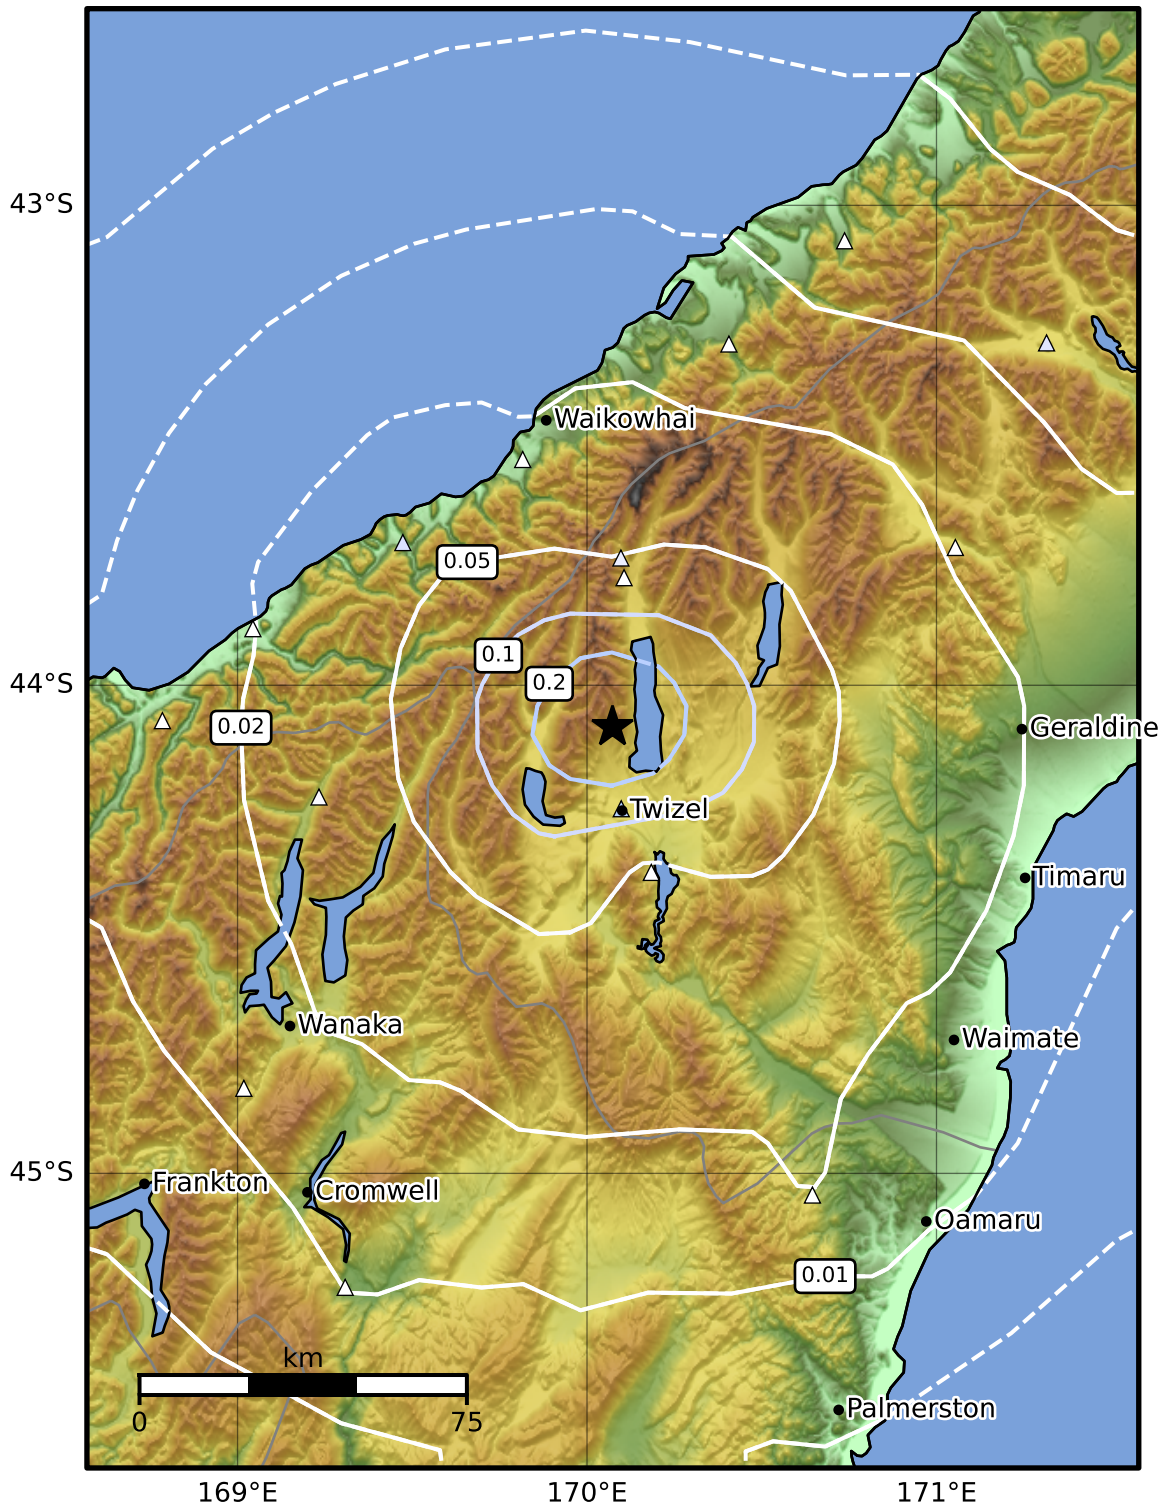 43°S
Waikowhai
0.05
0.1
0.2
44°S
0.02
Geraldine
Twizel
Timaru
Wanaka
Waimate
45°S
Frankton
Cromwell
Oamaru
0.01
km
0
75
Palmerston
169°E
170°E
171°E